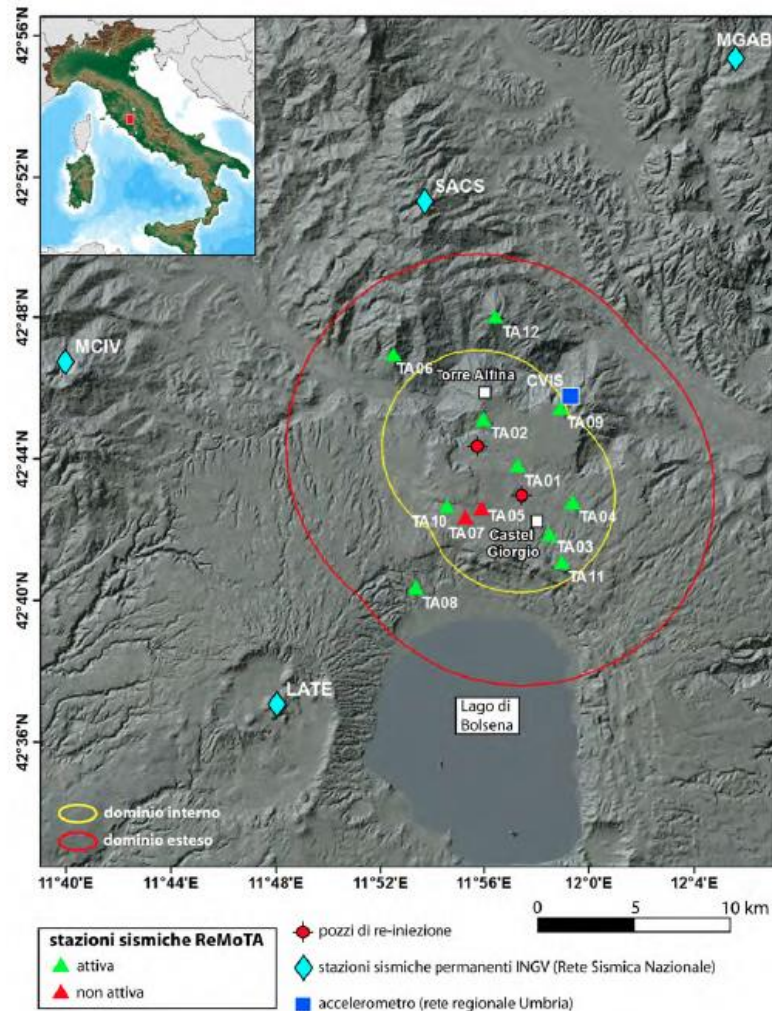 42°56'N
MGAB
42°52'N
SACS
42°48'N
TA12
MCIV
TA06
Torre Alfina
CVIS
TA09
TA02
42°44'N
TA01
TA10
TA05
TA04
TA07
Castel
Giorgio
TA03
TA11
42°40'N
TA08
LATE
Lago di
Bolsena
42°36'N
dominio interno
dominio esteso
11°40'E
11°44'E
11°48'E
11°52'E
11°56'E
12°0'E
12°4'E
0 5 10 km
stazioni sismiche ReMoTA
attiva
non attiva
pozzi di re-iniezione
stazioni sismiche permanenti INGV (Rete Sismica Nazionale)
accelerometro (rete regionale Umbria)